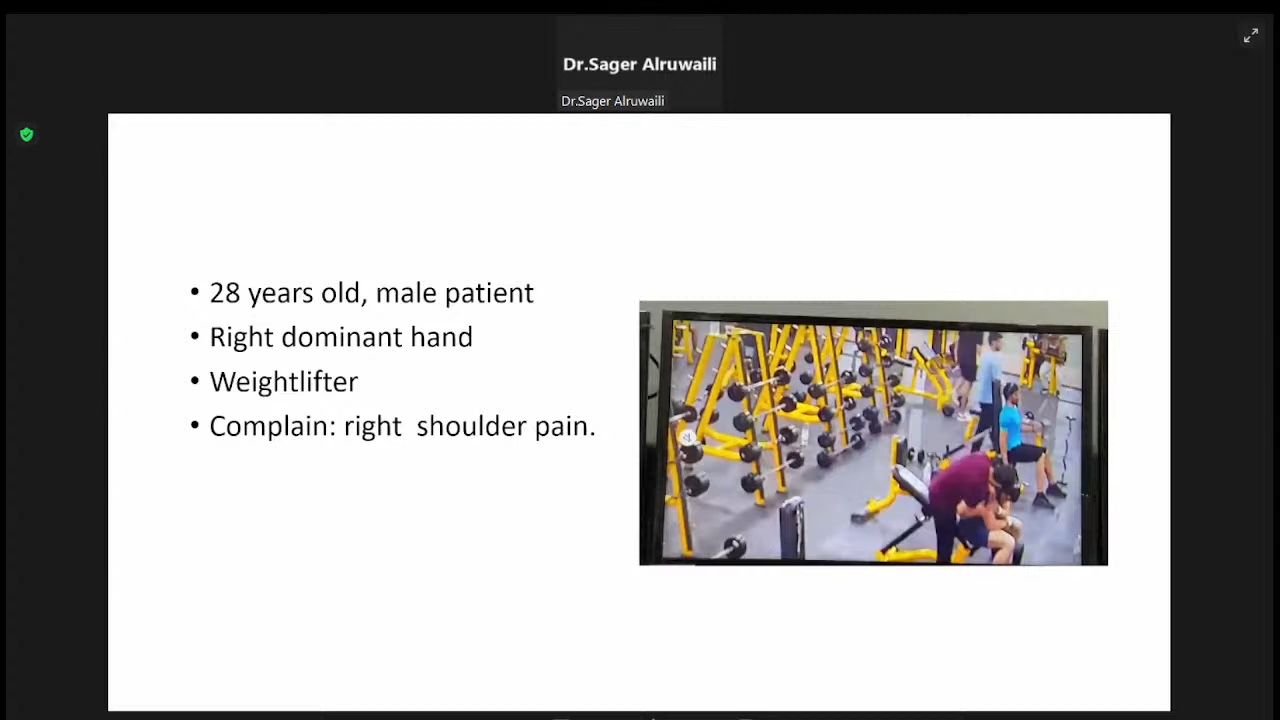 Dr.Sager Alruwaili
Dr.Sager Alruwaili
• 28 years old, male patient
• Right dominant hand
• Weightlifter
• Complain: right  shoulder pain.